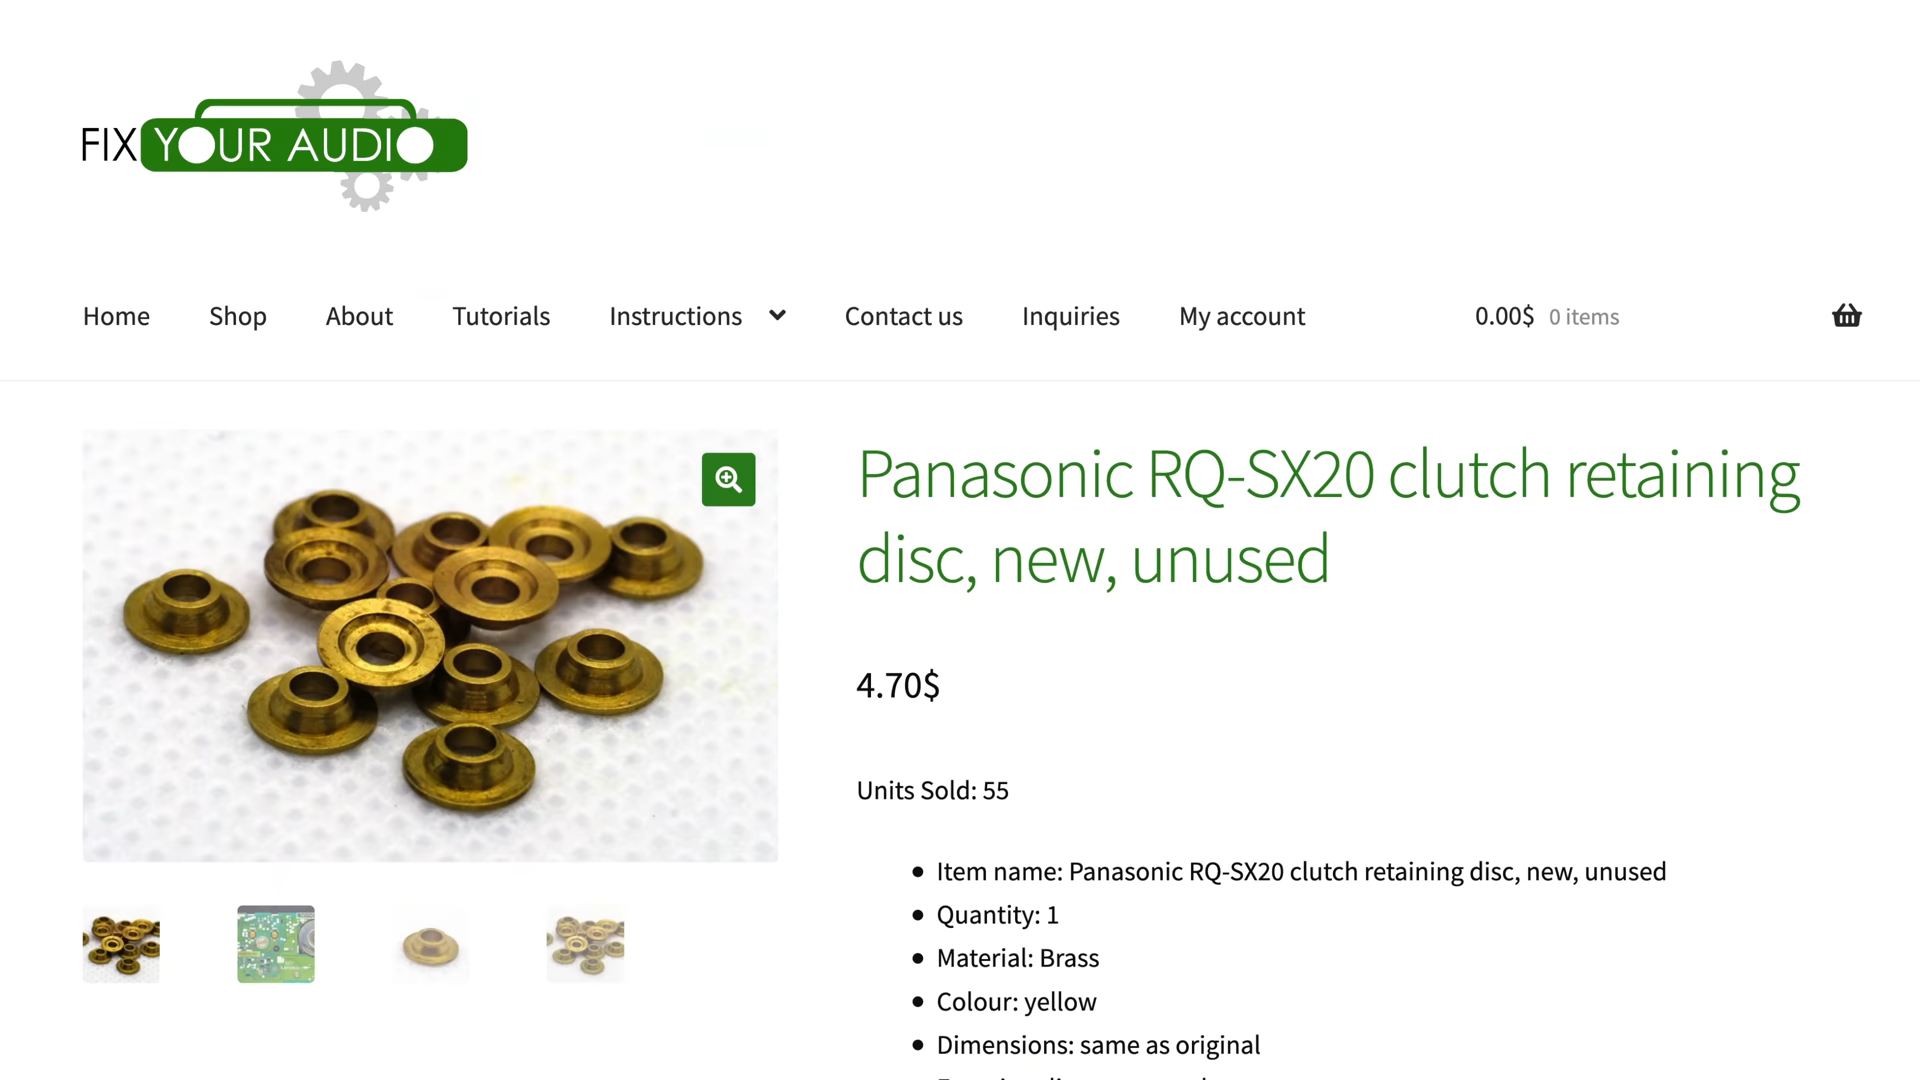 FIX YOUR AUDIO
Home Shop About Tutorials Instructions Contact us Inquiries My account 0.00$ 0 items
Panasonic RQ-SX20 clutch retaining
disc, new, unused
4.70$
Units Sold: 55
Item name: Panasonic RQ-SX20 clutch retaining disc, new, unused
Quantity: 1
Material: Brass
Colour: yellow
Dimensions: same as original